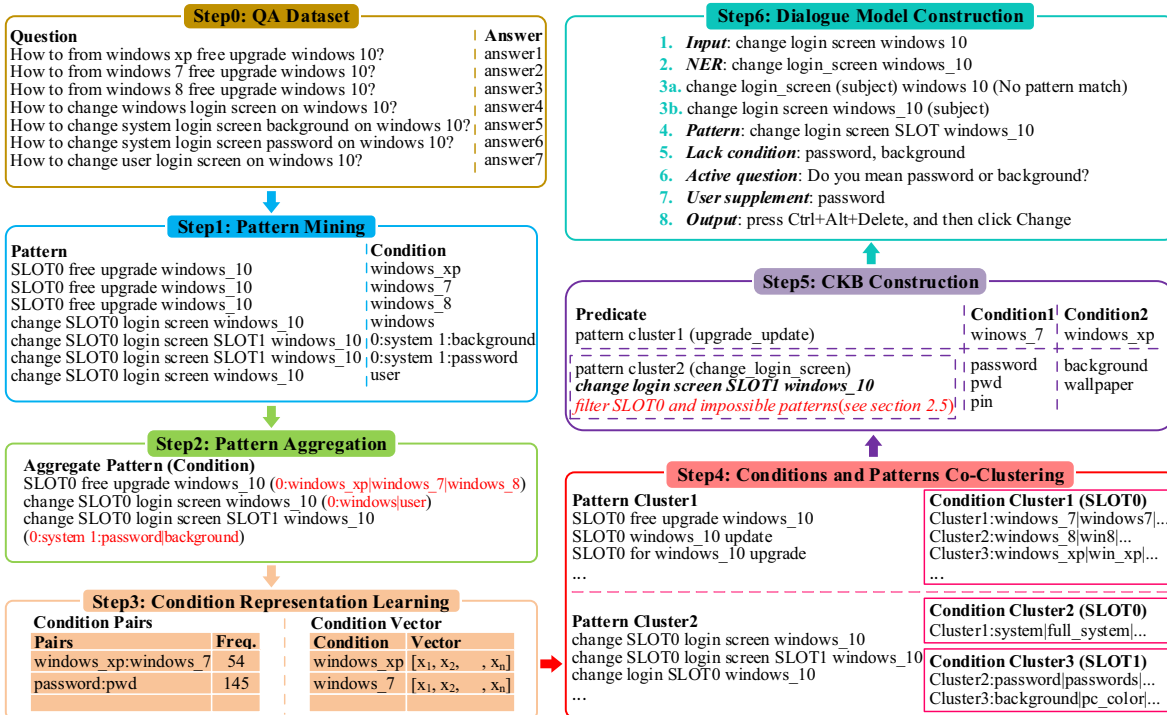 Step0: QA Dataset
Question Answer
How to from windows xp free upgrade windows 10? answer1
How to from windows 7 free upgrade windows 10? answer2
How to from windows 8 free upgrade windows 10? answer3
How to change windows login screen on windows 10? answer4
How to change system login screen background on windows 10? answer5
How to change system login screen password on windows 10? answer6
How to change user login screen on windows 10? answer7
Step1: Pattern Mining
Pattern Condition
SLOT0 free upgrade windows_10 windows_xp
SLOT0 free upgrade windows_10 windows_7
SLOT0 free upgrade windows_10 windows_8
change SLOT0 login screen windows_10 windows
change SLOT0 login screen SLOT1 windows_10 0:system 1:background
change SLOT0 login screen SLOT1 windows_10 0:system 1:password
change SLOT0 login screen windows_10 user
Step2: Pattern Aggregation
Aggregate Pattern (Condition)
SLOT0 free upgrade windows_10 (0:windows_xp|windows_7|windows_8)
change SLOT0 login screen windows_10 (0:windows|user)
change SLOT0 login screen SLOT1 windows_10
(0:system 1:password|background)
Step3: Condition Representation Learning
Condition Pairs
Pairs Freq.
windows_xp:windows_7 54
password:pwd 145
Condition Vector
Condition Vector
windows_xp [x1, x2, , xn]
windows_7 [x1, x2, , xn]
Step4: Conditions and Patterns Co-Clustering
Pattern Cluster1
SLOT0 free upgrade windows_10
SLOT0 windows_10 update
SLOT0 for windows_10 upgrade
...
Condition Cluster1 (SLOT0)
Cluster1:windows_7|windows7|...
Cluster2:windows_8|win8|...
Cluster3:windows_xp|win_xp|...
...
Pattern Cluster2
change SLOT0 login screen windows_10
change SLOT0 login screen SLOT1 windows_10
change login SLOT0 windows_10
...
Condition Cluster2 (SLOT0)
Cluster1:system|full_system|...
Condition Cluster3 (SLOT1)
Cluster2:password|passwords|...
Cluster3:background|pc_color|...
Step5: CKB Construction
Predicate Condition1 Condition2
pattern cluster1 (upgrade_update) winows_7 windows_xp
pattern cluster2 (change_login_screen) password background
change login screen SLOT1 windows_10 pwd wallpaper
filter SLOT0 and impossible patterns(see section 2.5) pin
Step6: Dialogue Model Construction
1. Input: change login screen windows 10
2. NER: change login_screen windows_10
3a. change login_screen (subject) windows 10 (No pattern match)
3b. change login screen windows_10 (subject)
4. Pattern: change login screen SLOT windows_10
5. Lack condition: password, background
6. Active question: Do you mean password or background?
7. User supplement: password
8. Output: press Ctrl+Alt+Delete, and then click Change